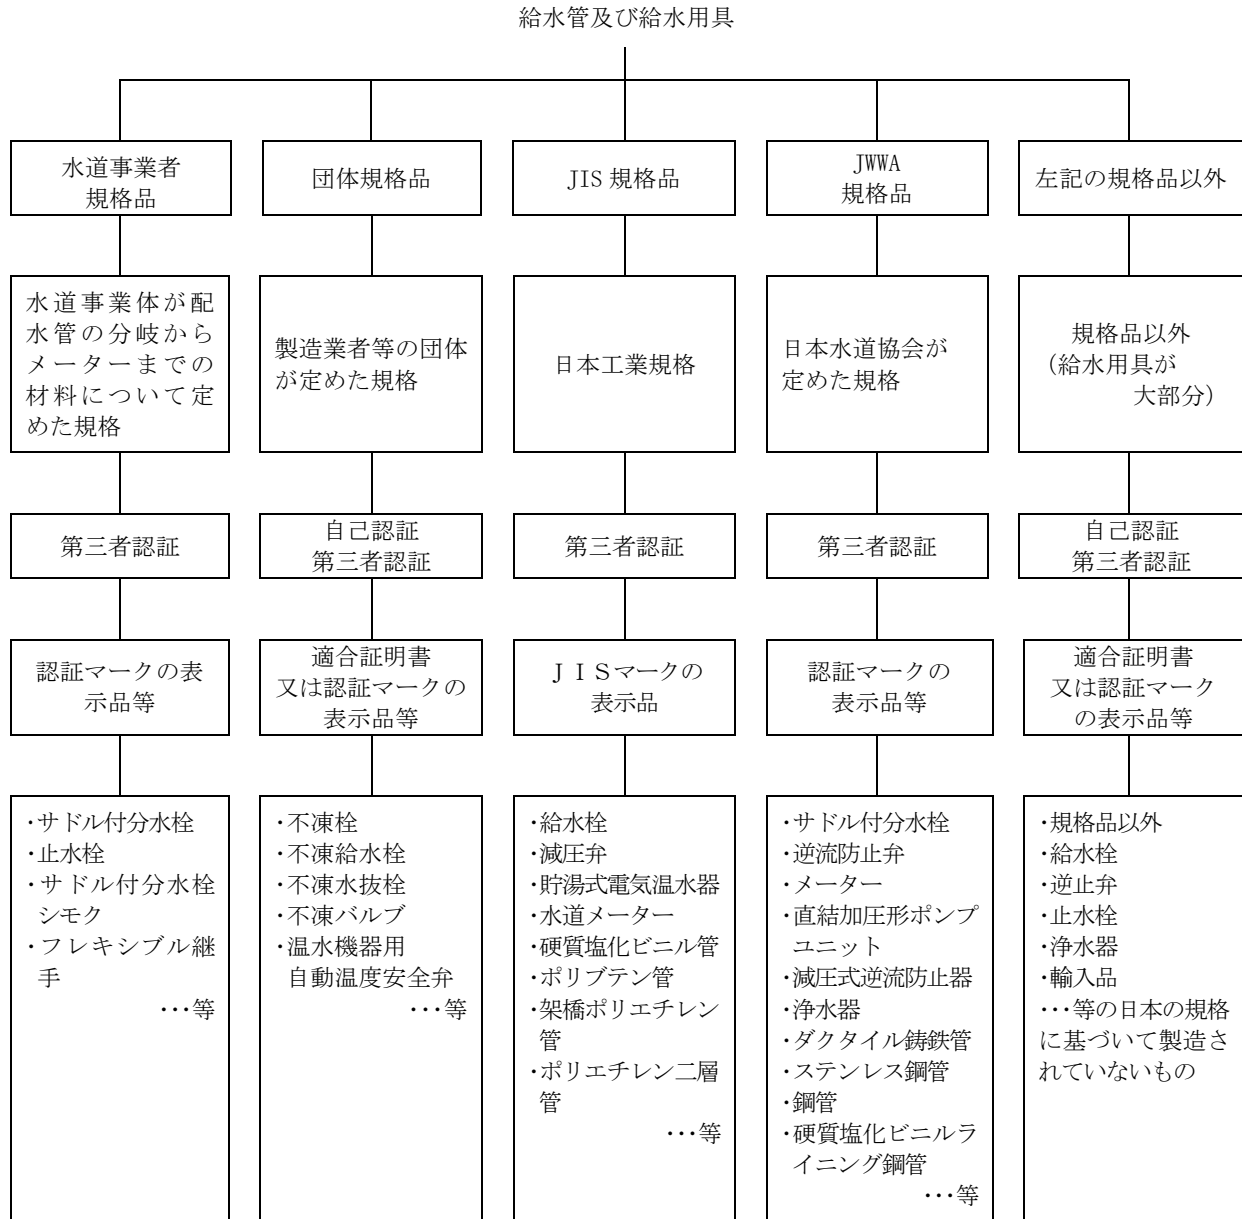 給水管及び給水用具
水道事業者
規格品
水道事業体が配
水管の分岐から
メーターまでの
材料について定
めた規格
第三者認証
認証マークの表
示品等
・サドル付分水栓
・止水栓
・サドル付分水栓
シモク
・フレキシブル継
手
・・・等
団体規格品
製造業者等の団体
が定めた規格
自己認証
第三者認証
適合証明書
又は認証マークの
表示品等
・不凍栓
・不凍給水栓
・不凍水抜栓
・不凍バルブ
・温水機器用
自動温度安全弁
・・・等
JIS 規格品
日本工業規格
第三者認証
ＪＩＳマークの
表示品
・給水栓
・減圧弁
・貯湯式電気温水器
・水道メーター
・硬質塩化ビニル管
・ポリブテン管
・架橋ポリエチレン
管
・ポリエチレン二層
管
・・・等
JWWA
規格品
日本水道協会が
定めた規格
第三者認証
認証マークの
表示品等
・サドル付分水栓
・逆流防止弁
・メーター
・直結加圧形ポンプ
ユニット
・減圧式逆流防止器
・浄水器
・ダクタイル鋳鉄管
・ステンレス鋼管
・鋼管
・硬質塩化ビニルラ
イニング鋼管
・・・等
左記の規格品以外
規格品以外
（給水用具が
大部分）
自己認証
第三者認証
適合証明書
又は認証マーク
の表示品等
・規格品以外
・給水栓
・逆止弁
・止水栓
・浄水器
・輸入品
・・・等の日本の規格
に基づいて製造さ
れていないもの